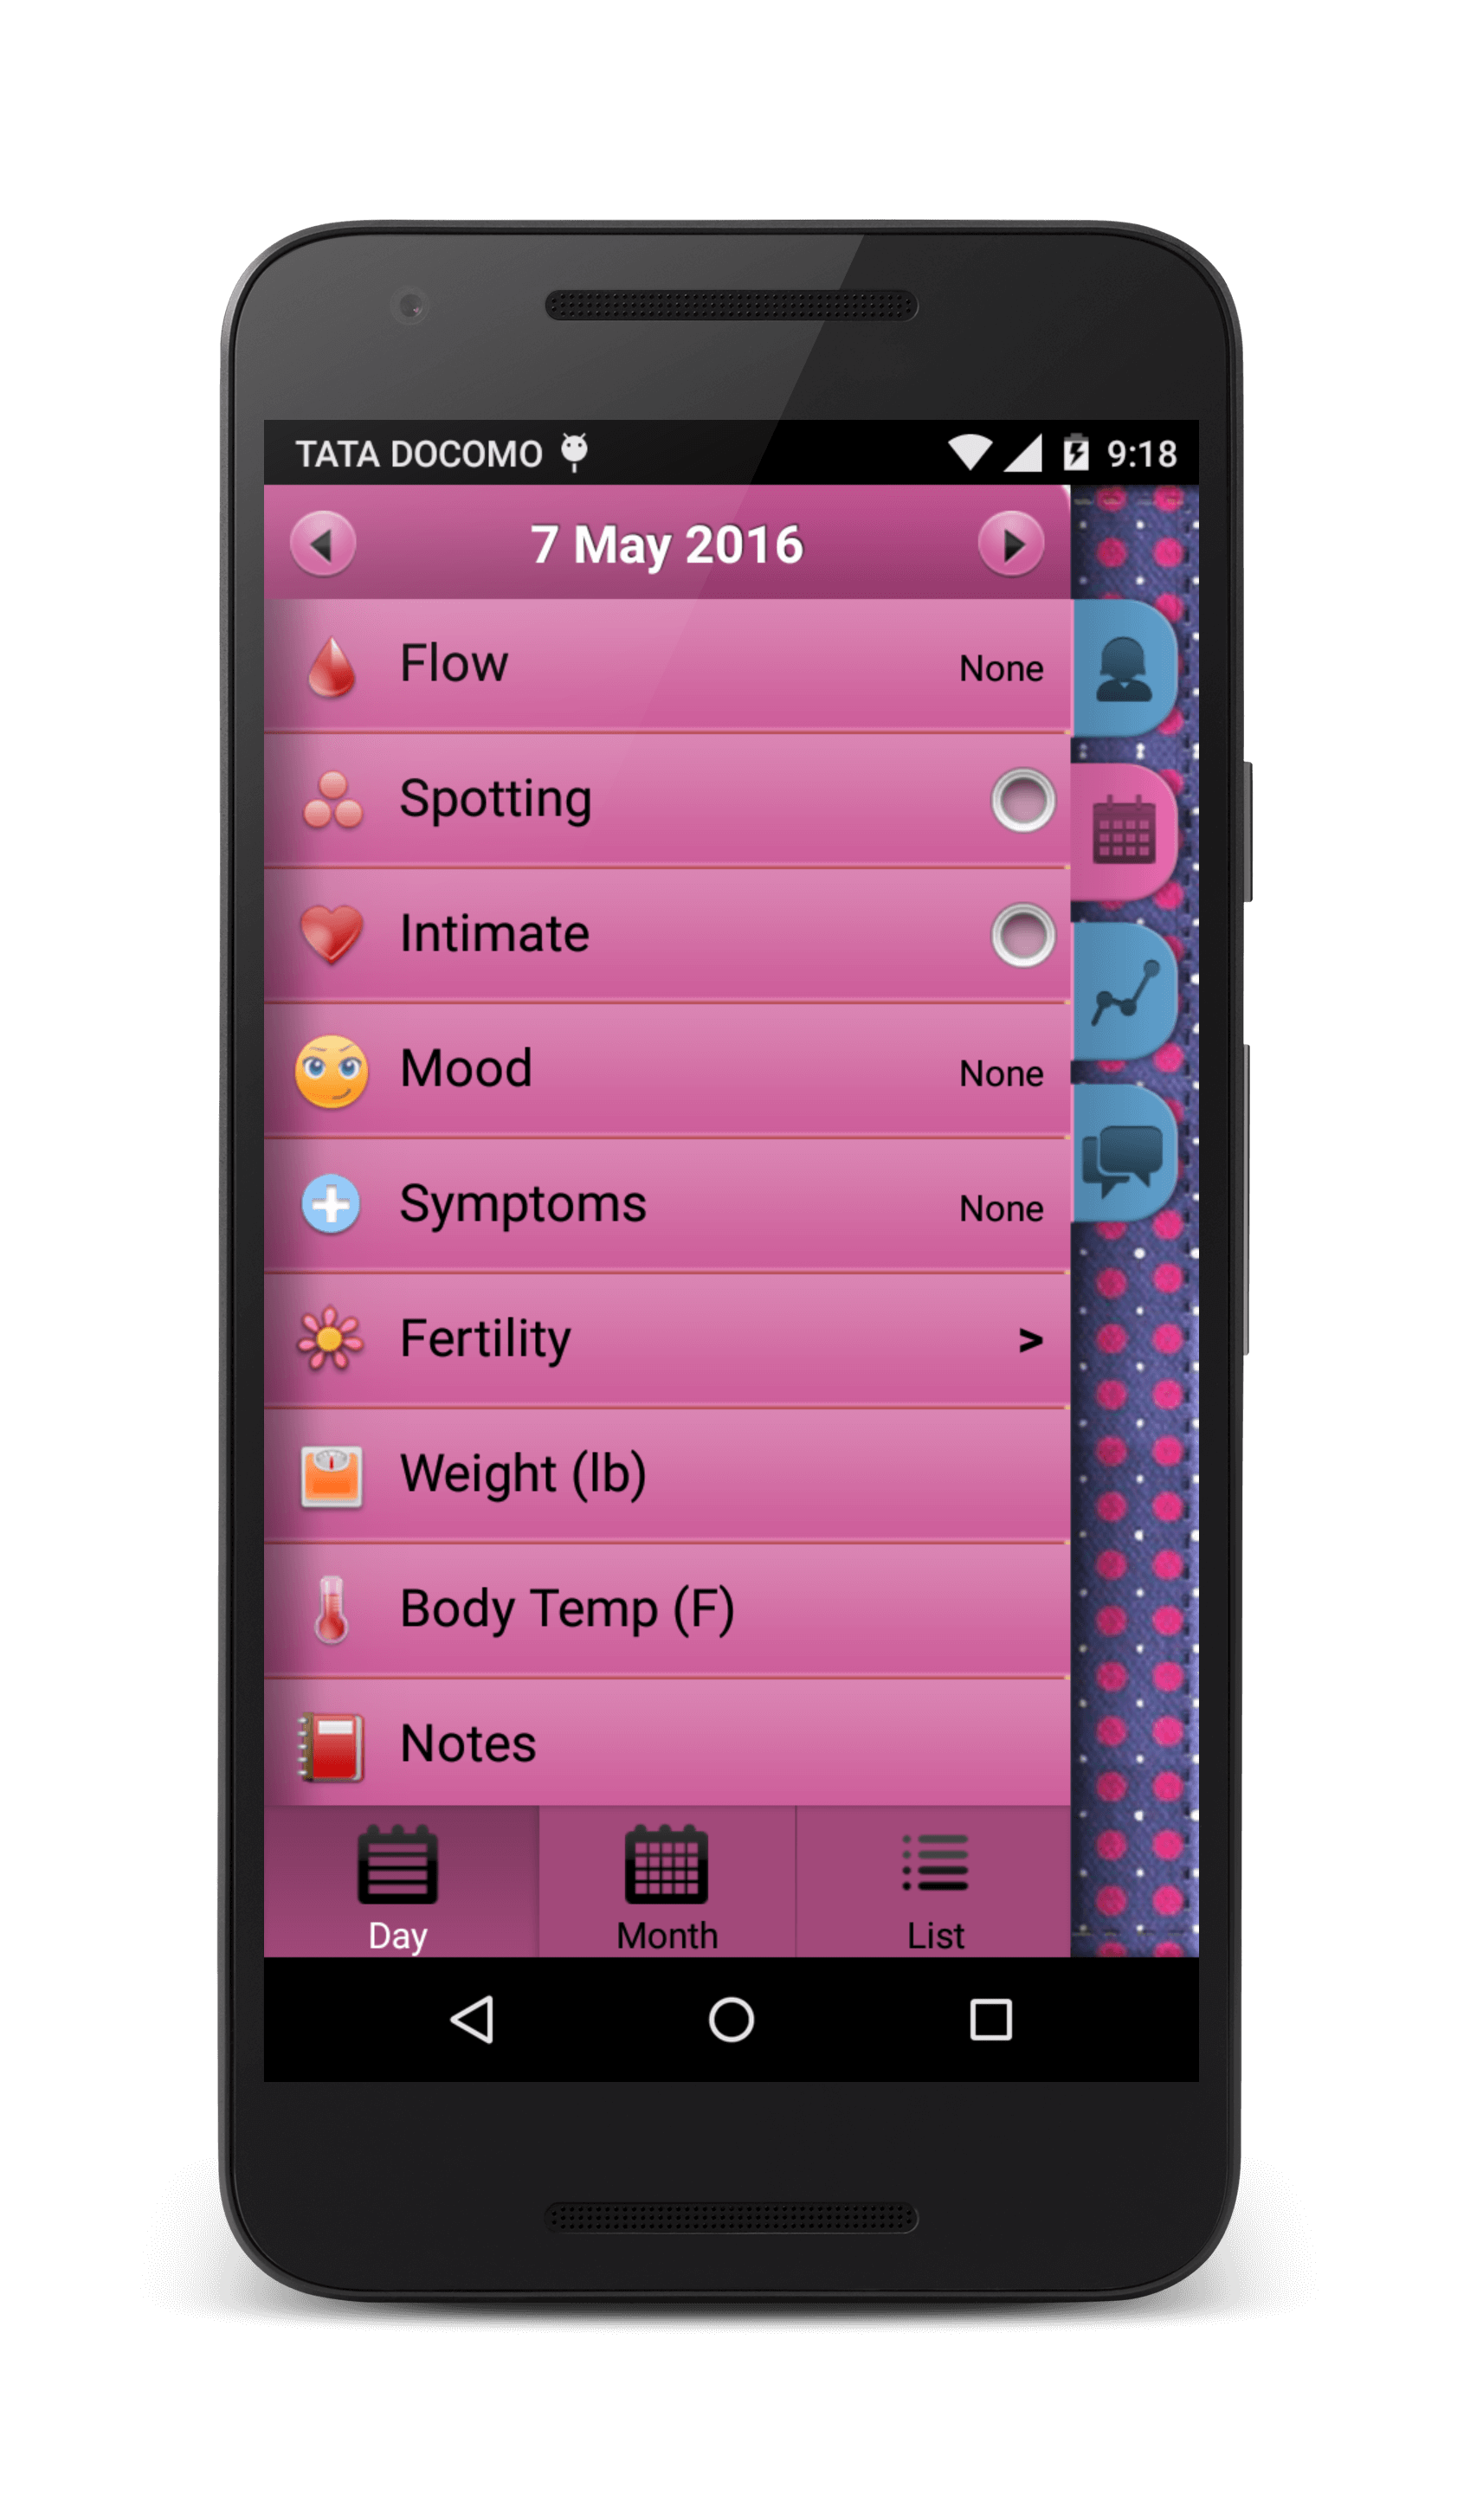 TATA DOCOMO 9:18
7 May 2016
Flow None
Spotting
Intimate
Mood None
Symptoms None
Fertility >
Weight (lb)
Body Temp (F)
Notes
Day Month List